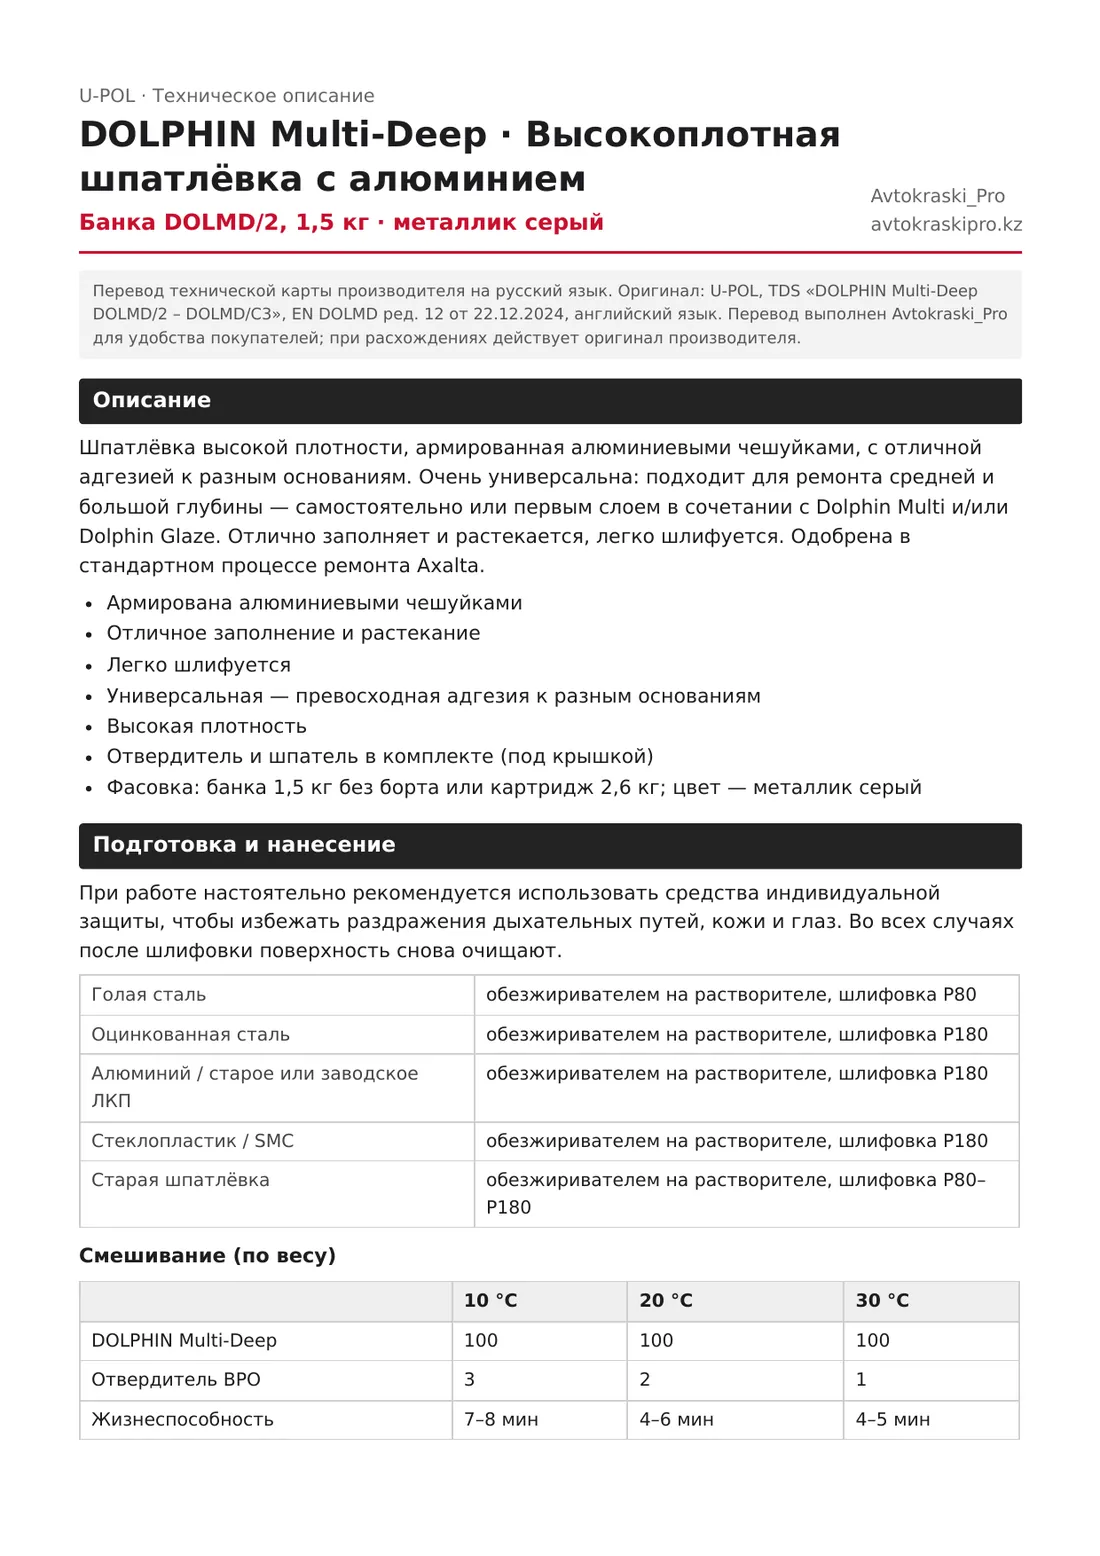 U-POL · Техническое описание
DOLPHIN Multi-Deep · Высокоплотная
шпатлёвка с алюминием
Банка DOLMD/2, 1,5 кг · металлик серый
Avtokraski_Pro
avtokraskipro.kz
Перевод технической карты производителя на русский язык. Оригинал: U-POL, TDS «DOLPHIN Multi-Deep
DOLMD/2 – DOLMD/C3», EN DOLMD ред. 12 от 22.12.2024, английский язык. Перевод выполнен Avtokraski_Pro
для удобства покупателей; при расхождениях действует оригинал производителя.
Описание
Шпатлёвка высокой плотности, армированная алюминиевыми чешуйками, с отличной
адгезией к разным основаниям. Очень универсальна: подходит для ремонта средней и
большой глубины — самостоятельно или первым слоем в сочетании с Dolphin Multi и/или
Dolphin Glaze. Отлично заполняет и растекается, легко шлифуется. Одобрена в
стандартном процессе ремонта Axalta.
• Армирована алюминиевыми чешуйками
• Отличное заполнение и растекание
• Легко шлифуется
• Универсальная — превосходная адгезия к разным основаниям
• Высокая плотность
• Отвердитель и шпатель в комплекте (под крышкой)
• Фасовка: банка 1,5 кг без борта или картридж 2,6 кг; цвет — металлик серый
Подготовка и нанесение
При работе настоятельно рекомендуется использовать средства индивидуальной
защиты, чтобы избежать раздражения дыхательных путей, кожи и глаз. Во всех случаях
после шлифовки поверхность снова очищают.
Голая сталь обезжиривателем на растворителе, шлифовка P80
Оцинкованная сталь обезжиривателем на растворителе, шлифовка P180
Алюминий / старое или заводское обезжиривателем на растворителе, шлифовка P180
ЛКП
Стеклопластик / SMC обезжиривателем на растворителе, шлифовка P180
Старая шпатлёвка обезжиривателем на растворителе, шлифовка P80–
P180
Смешивание (по весу)
10 °C 20 °C 30 °C
DOLPHIN Multi-Deep 100 100 100
Отвердитель BPO 3 2 1
Жизнеспособность 7–8 мин 4–6 мин 4–5 мин